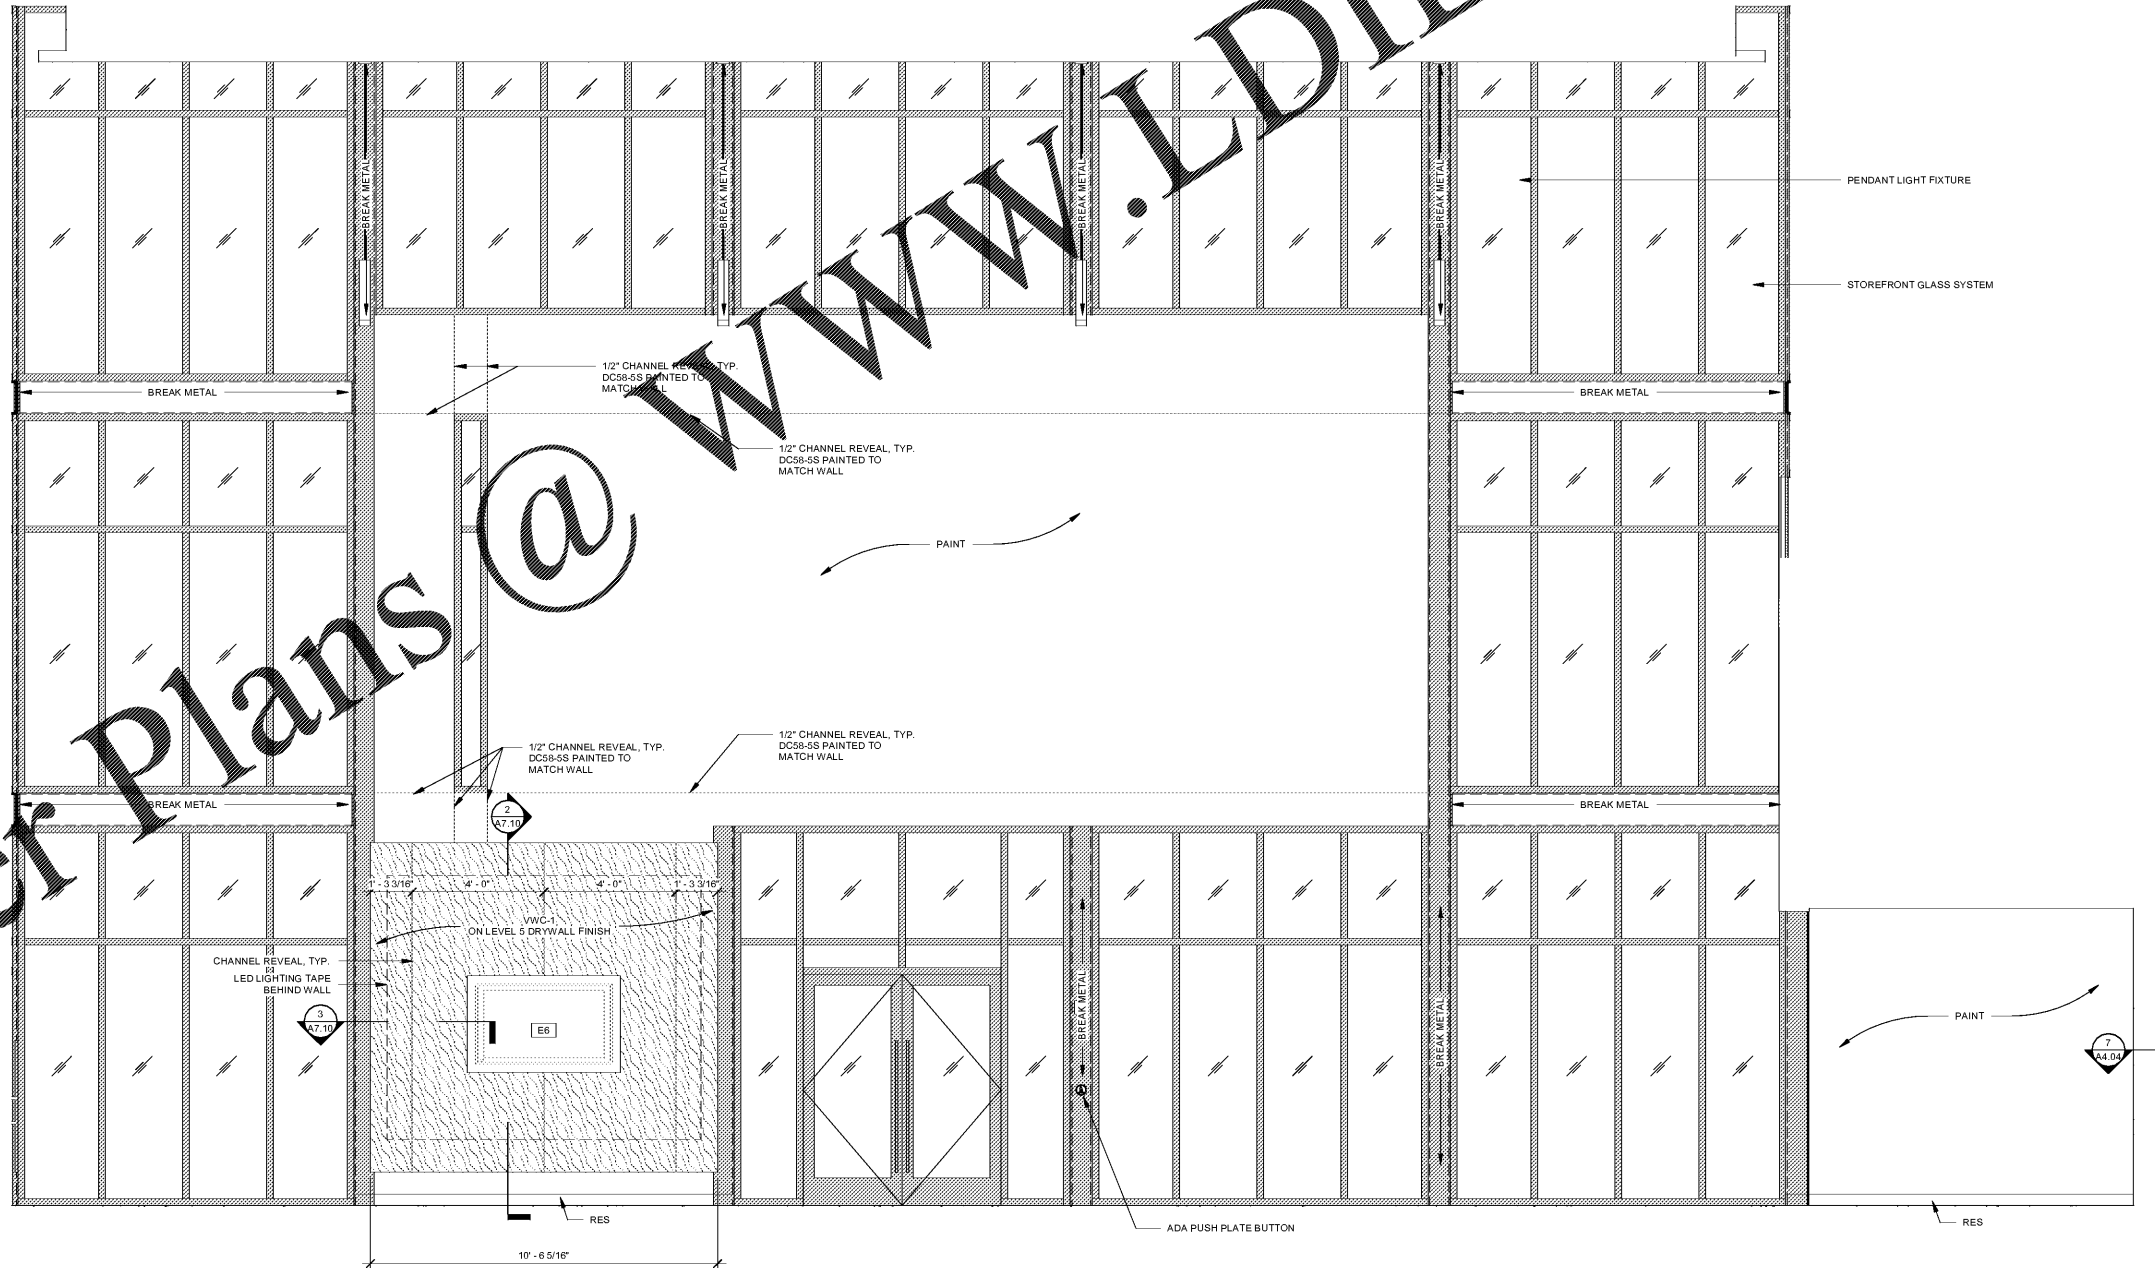 er Plans @ www.LDI
BREAK METAL
BREAK METAL
BREAK METAL
BREAK METAL
PENDANT LIGHT FIXTURE
STOREFRONT GLASS SYSTEM
1/2" CHANNEL REVEAL, TYP.
DC58-5S PAINTED TO
MATCH WALL
BREAK METAL
BREAK METAL
1/2" CHANNEL REVEAL, TYP.
DC58-5S PAINTED TO
MATCH WALL
PAINT
1/2" CHANNEL REVEAL, TYP.
DC58-5S PAINTED TO
MATCH WALL
1/2" CHANNEL REVEAL, TYP.
DC58-5S PAINTED TO
MATCH WALL
BREAK METAL
BREAK METAL
2
A7.10
1' - 3 3/16" 4' - 0" 4' - 0" 1' - 3 3/16"
VWC-1
ON LEVEL 5 DRYWALL FINISH
CHANNEL REVEAL, TYP.
LED LIGHTING TAPE
BEHIND WALL
3
A7.10
E6
BREAK METAL
BREAK METAL
PAINT
7
A4.04
RES
ADA PUSH PLATE BUTTON
RES
10' - 6 5/16"